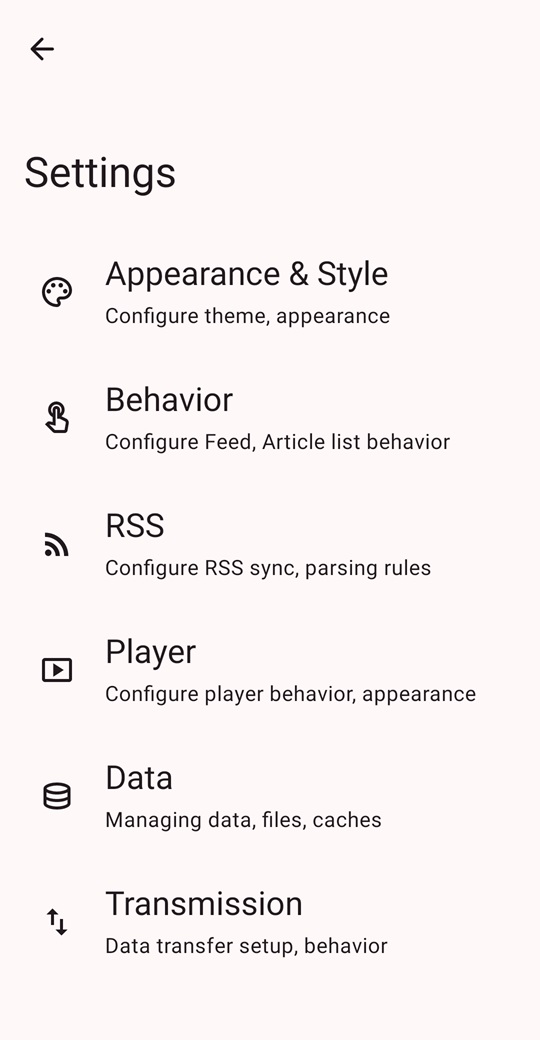 Settings
Appearance & Style
Configure theme, appearance
Behavior
Configure Feed, Article list behavior
RSS
Configure RSS sync, parsing rules
Player
Configure player behavior, appearance
Data
Managing data, files, caches
Transmission
Data transfer setup, behavior